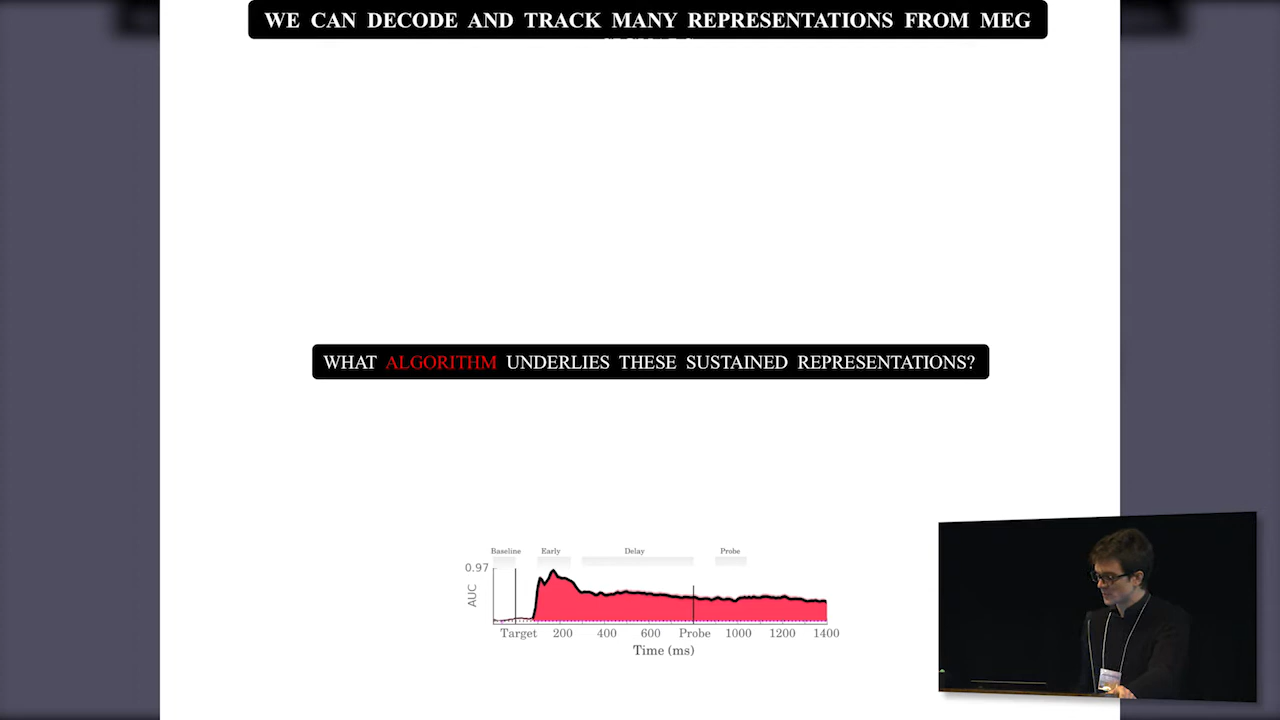 WE CAN DECODE AND TRACK MANY REPRESENTATIONS FROM MEG
WHAT ALGORITHM UNDERLIES THESE SUSTAINED REPRESENTATIONS?
Baseline Early Delay Probe
0.97
AUC
Target 200 400 600 Probe 1000 1200 1400
Time (ms)